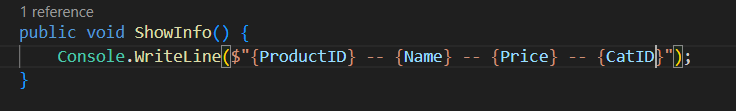 1 reference
public void ShowInfo() {
Console.WriteLine($"{ProductID} -- {Name} -- {Price} -- {CatID}");
}